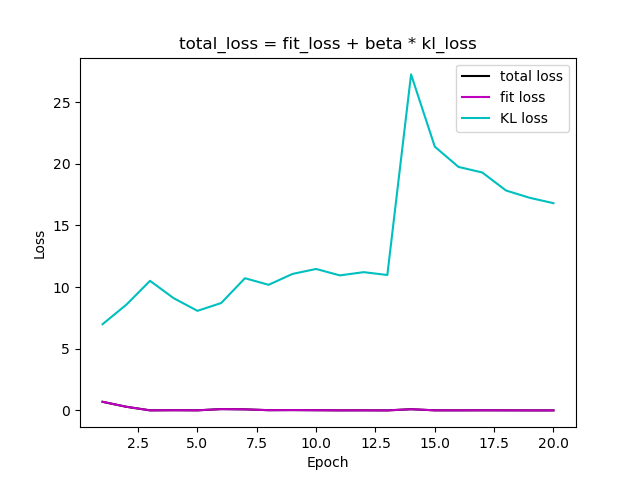 total_loss = fit_loss + beta * kl_loss
total loss
fit loss
KL loss
25
20
15
10
5
0
Loss
2.5 5.0 7.5 10.0 12.5 15.0 17.5 20.0
Epoch